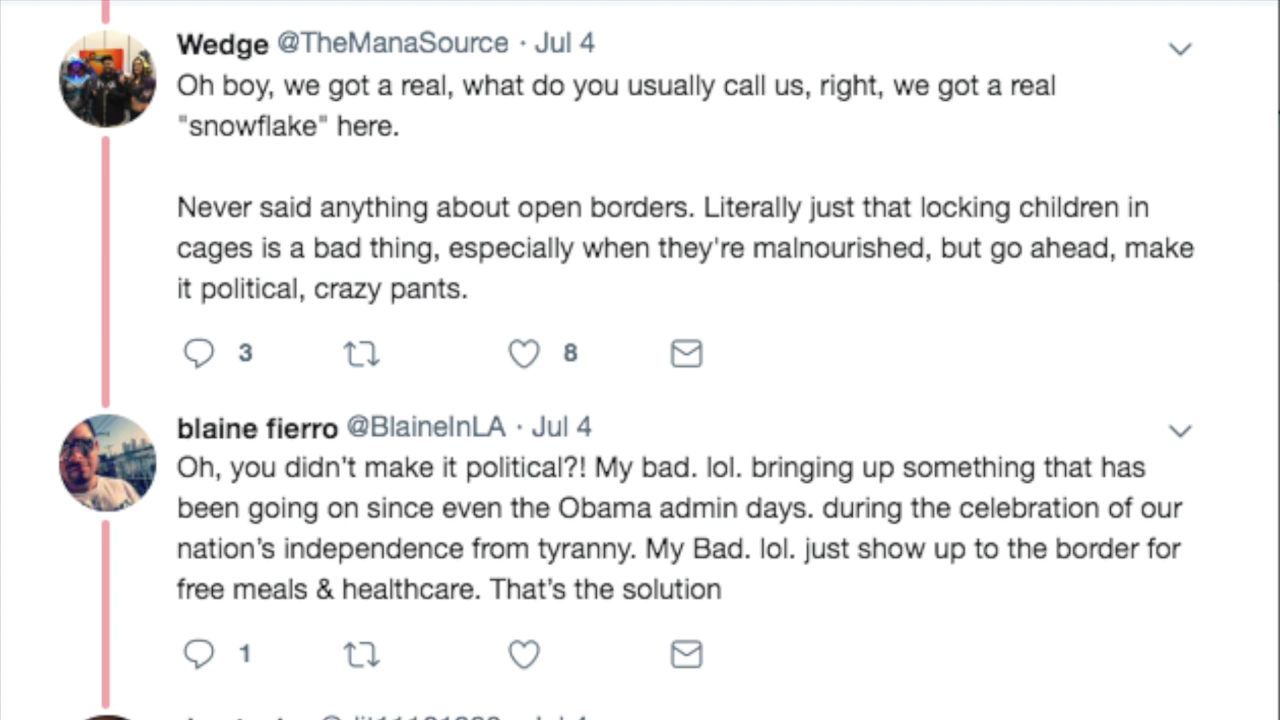 Wedge @TheManaSource · Jul 4
Oh boy, we got a real, what do you usually call us, right, we got a real
"snowflake" here.
Never said anything about open borders. Literally just that locking children in
cages is a bad thing, especially when they're malnourished, but go ahead, make
it political, crazy pants.
3 8
blaine fierro @BlaineInLA · Jul 4
Oh, you didn't make it political?! My bad. lol. bringing up something that has
been going on since even the Obama admin days. during the celebration of our
nation's independence from tyranny. My Bad. lol. just show up to the border for
free meals & healthcare. That's the solution
1